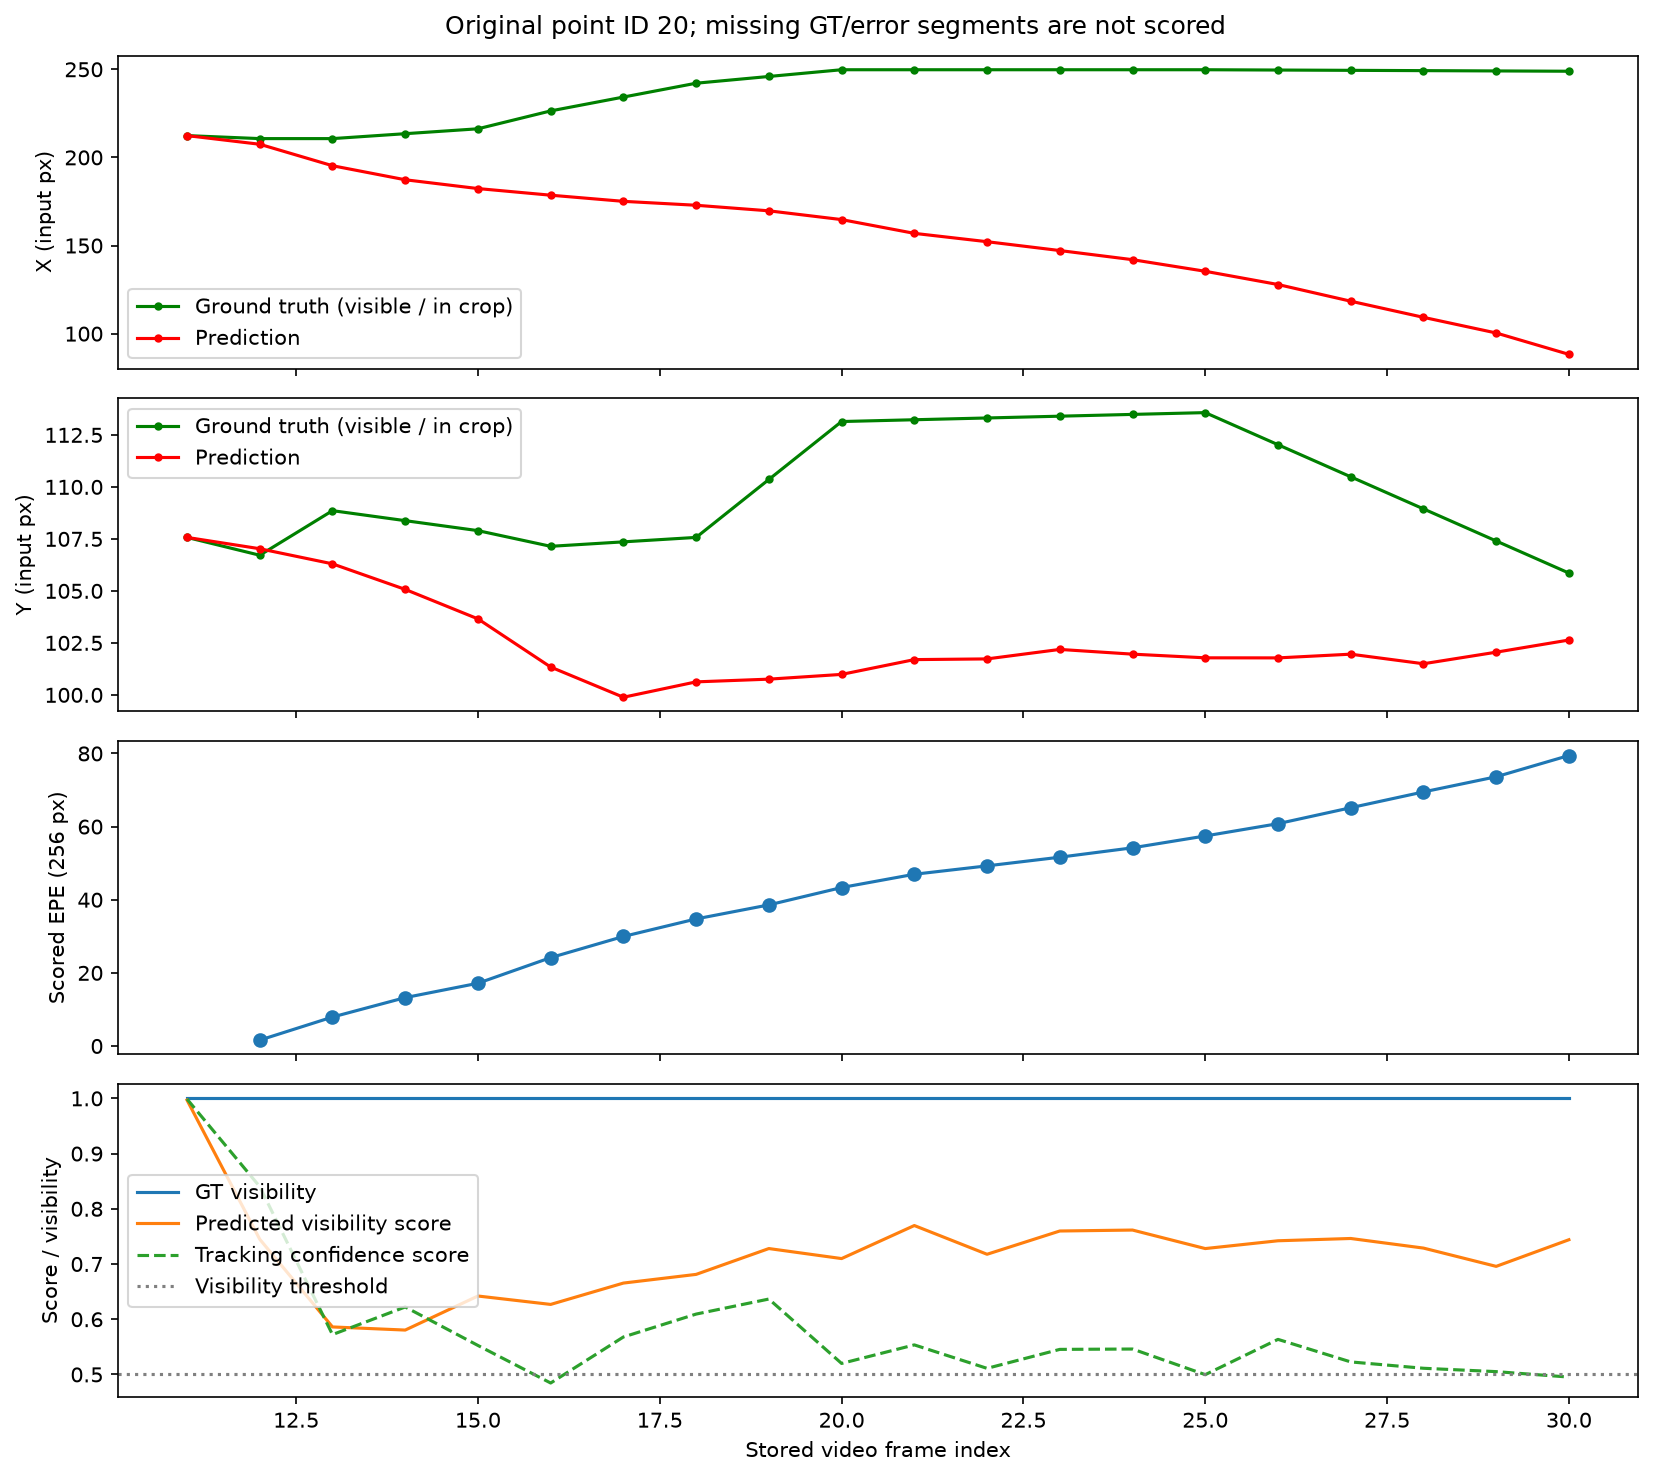 Original point ID 20; missing GT/error segments are not scored
250
200
150
100
X (input px)
Ground truth (visible / in crop)
Prediction
112.5
110.0
107.5
105.0
102.5
100.0
Y (input px)
Ground truth (visible / in crop)
Prediction
80
60
40
20
0
Scored EPE (256 px)
1.0
0.9
0.8
0.7
0.6
0.5
Score / visibility
GT visibility
Predicted visibility score
Tracking confidence score
Visibility threshold
12.5 15.0 17.5 20.0 22.5 25.0 27.5 30.0
Stored video frame index